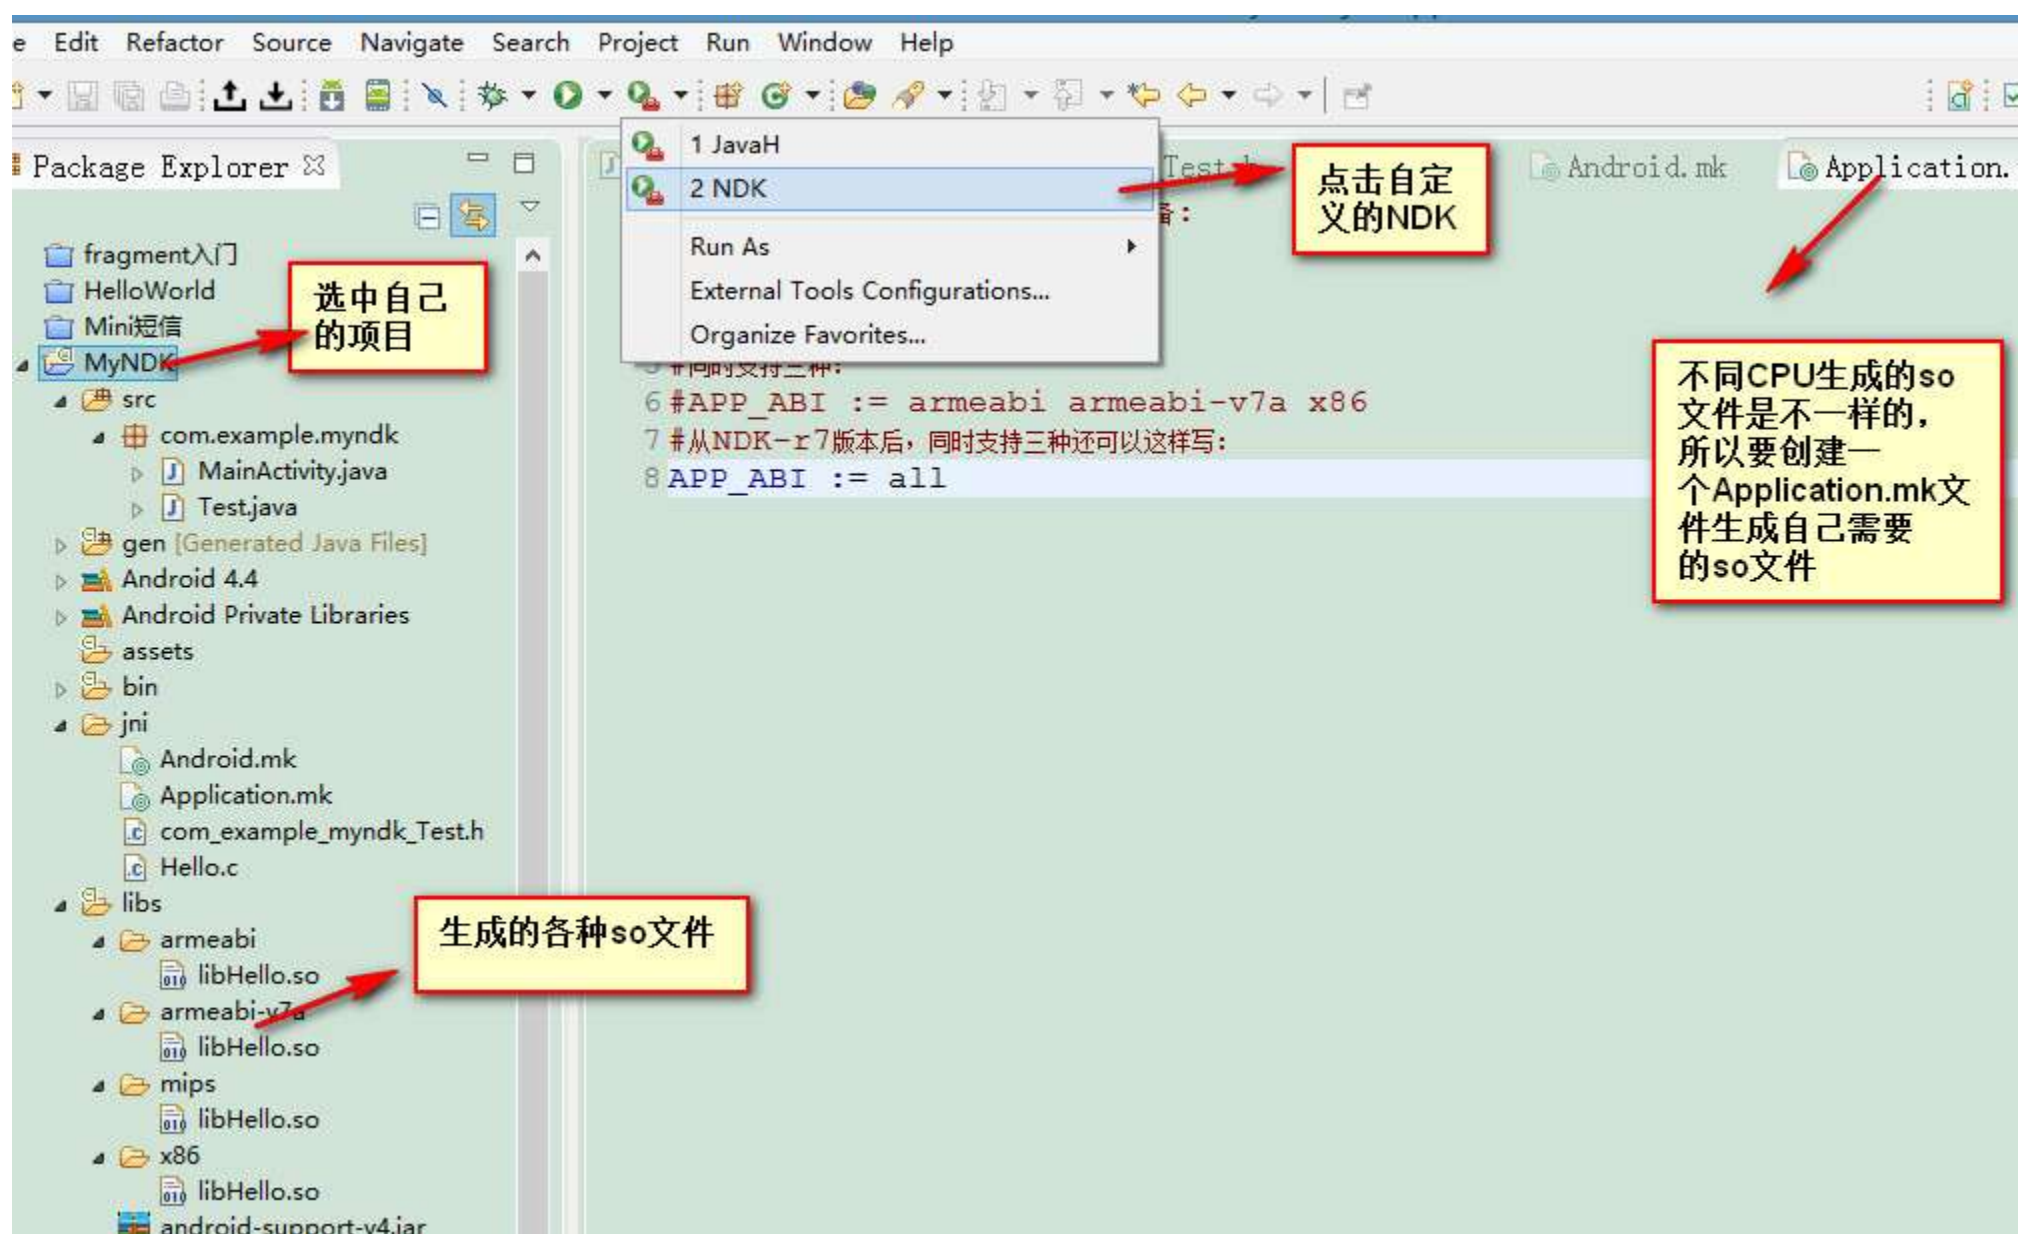 e Edit Refactor Source Navigate Search Project Run Window Help
Package Explorer
1 JavaH
2 NDK
Run As
External Tools Configurations...
Organize Favorites...
Test.h
Android.mk
Application.
点击自定
义的NDK
备:
fragment入门
HelloWorld
Mini短信
MyNDK
选中自己
的项目
src
com.example.myndk
MainActivity.java
Test.java
gen [Generated Java Files]
Android 4.4
Android Private Libraries
assets
bin
jni
Android.mk
Application.mk
com_example_myndk_Test.h
Hello.c
libs
armeabi
libHello.so
armeabi-v7a
libHello.so
mips
libHello.so
x86
libHello.so
android-support-v4.jar
生成的各种so文件
5 #同时支持三种:
6 #APP_ABI := armeabi armeabi-v7a x86
7 #从NDK-r7版本后，同时支持三种还可以这样写:
8 APP_ABI := all
不同CPU生成的so
文件是不一样的，
所以要创建一
个Application.mk文
件生成自己需要
的so文件